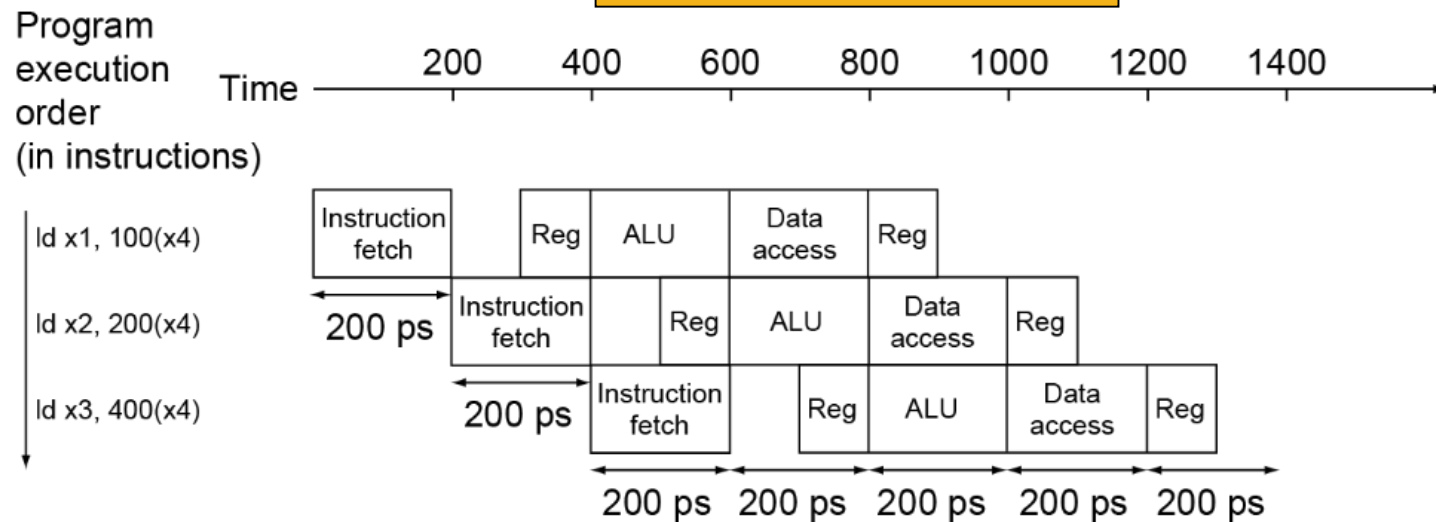 Program
execution
order
(in instructions)
Time
200 400 600 800 1000 1200 1400
ld x1, 100(x4)
Instruction
fetch
Reg
ALU
Data
access
Reg
200 ps
ld x2, 200(x4)
Instruction
fetch
Reg
ALU
Data
access
Reg
200 ps
ld x3, 400(x4)
Instruction
fetch
Reg
ALU
Data
access
Reg
200 ps 200 ps 200 ps 200 ps 200 ps